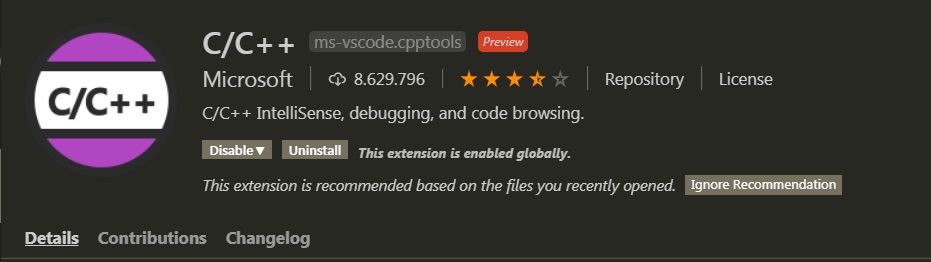 C/C++
C/C++ ms-vscode.cpptools Preview
Microsoft 8.629.796 Repository License
C/C++ IntelliSense, debugging, and code browsing.
Disable▼ Uninstall This extension is enabled globally.
This extension is recommended based on the files you recently opened. Ignore Recommendation
Details Contributions Changelog